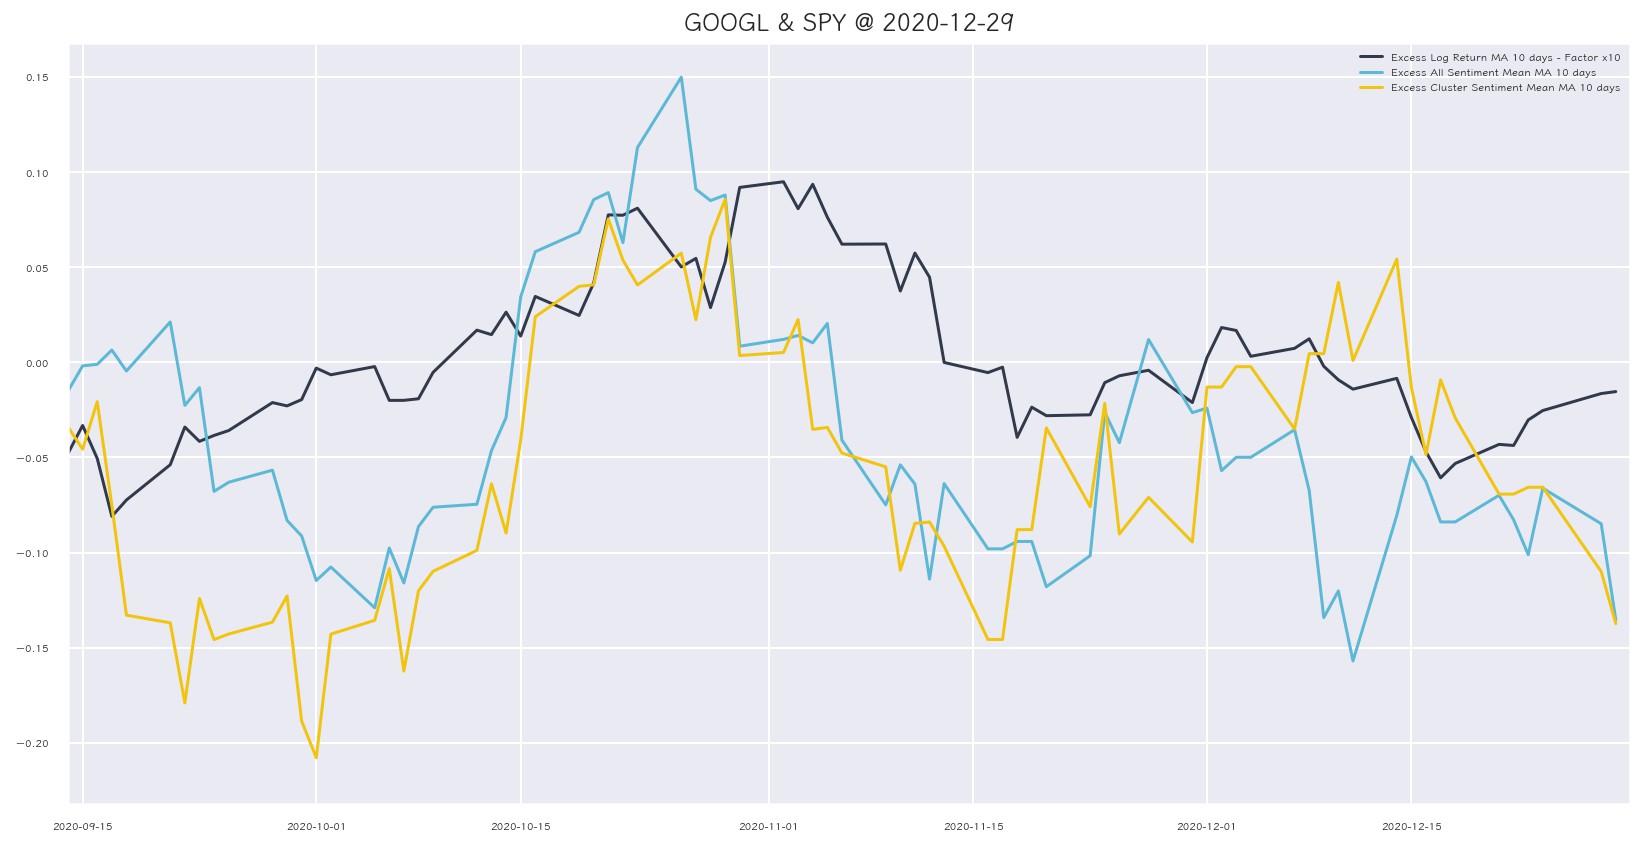 GOOGL & SPY @ 2020-12-29
Excess Log Return MA 10 days - Factor x10
Excess All Sentiment Mean MA 10 days
Excess Cluster Sentiment Mean MA 10 days
0.15
0.10
0.05
0.00
−0.05
−0.10
−0.15
−0.20
2020-09-15 2020-10-01 2020-10-15 2020-11-01 2020-11-15 2020-12-01 2020-12-15